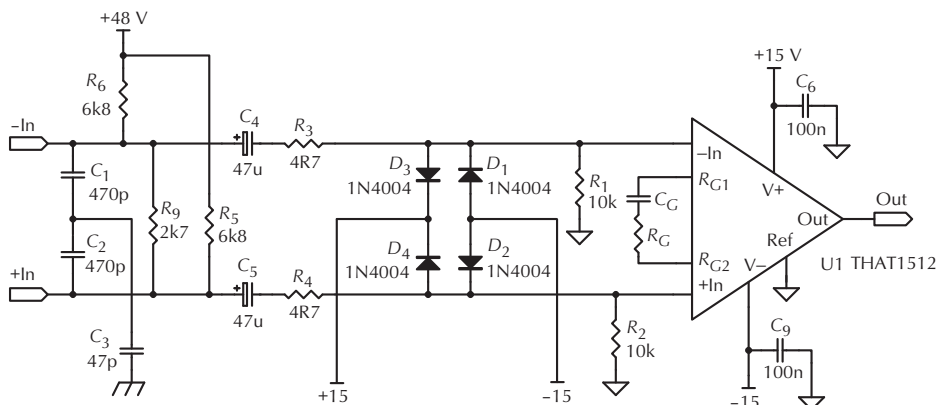 +48 V
R6
6k8
–In
C1
470p
C2
470p
+In
C3
47p
R9
2k7
R5
6k8
C4
+
47u
R3
4R7
C5
+
47u
R4
4R7
D3
1N4004
D1
1N4004
D4
1N4004
D2
1N4004
+15
–15
R1
10k
R2
10k
CG
RG
–In
RG1
RG2
+In
+15 V
C6
100n
V+
Out
Ref
V–
Out
U1 THAT1512
C9
100n
–15